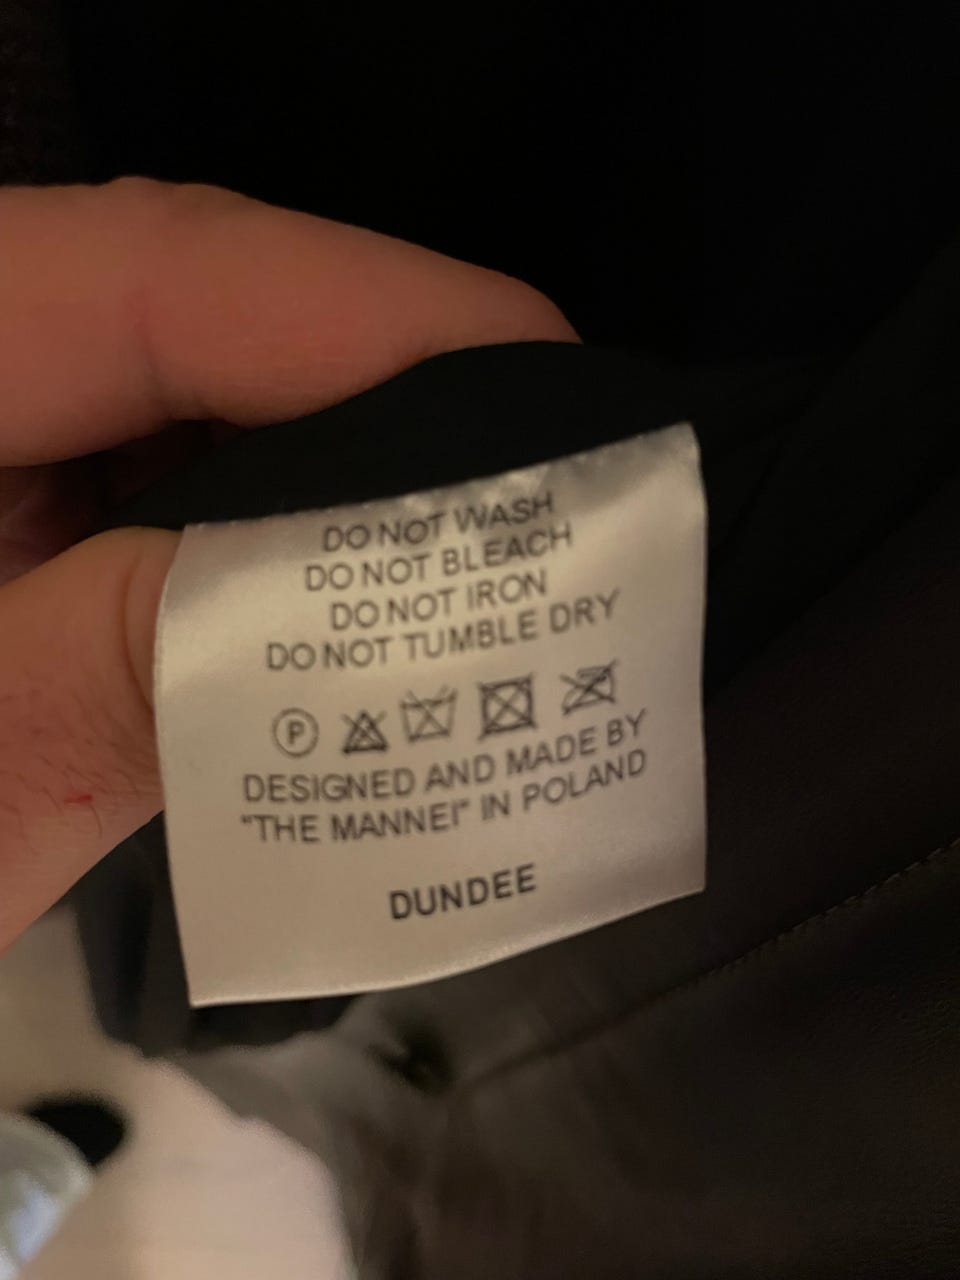 DO NOT WASH
DO NOT BLEACH
DO NOT IRON
DO NOT TUMBLE DRY
P
DESIGNED AND MADE BY
"THE MANNEI" IN POLAND
DUNDEE